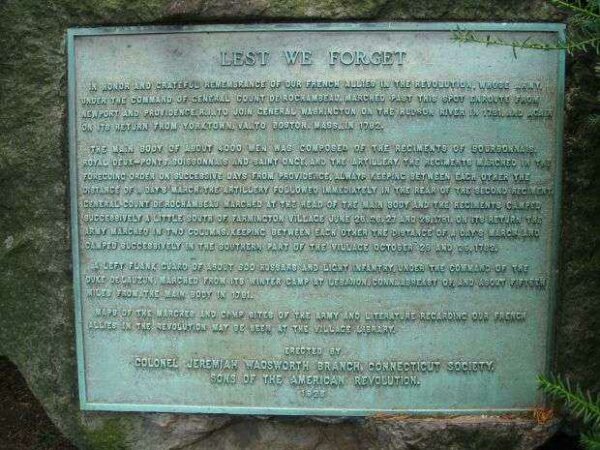 LEST WE FORGET
IN HONOR AND GRATEFUL REMEMBRANCE OF OUR FRENCH ALLIES IN THE REVOLUTION, WHOSE ARMY,
UNDER THE COMMAND OF GENERAL COUNT DE ROCHAMBEAU, MARCHED PAST THIS SPOT ENROUTE FROM
NEWPORT AND PROVIDENCE, R.I. TO JOIN GENERAL WASHINGTON ON THE HUDSON RIVER IN 1781, AND AGAIN
ON ITS RETURN FROM YORKTOWN, VA. TO BOSTON, MASS. IN 1782.
THE MAIN BODY OF ABOUT 4000 MEN WAS COMPOSED OF THE REGIMENTS OF BOURBONNAIS,
ROYAL DEUX-PONTS, SOISSONNAIS AND SAINT ONGE, AND THE ARTILLERY. THE REGIMENTS MARCHED IN THE
FOREGOING ORDER ON SUCCESSIVE DAYS FROM PROVIDENCE, ALWAYS KEEPING BETWEEN EACH OTHER THE
DISTANCE OF A DAY'S MARCH. THE ARTILLERY FOLLOWED IMMEDIATELY IN THE REAR OF THE SECOND REGIMENT.
GENERAL COUNT DE ROCHAMBEAU MARCHED AT THE HEAD OF THE MAIN BODY AND THE REGIMENTS CAMPED
SUCCESSIVELY A LITTLE SOUTH OF FARMINGTON VILLAGE JUNE 25, 26, 27 AND 28, 1781. ON ITS RETURN THE
ARMY MARCHED IN TWO COLUMNS, KEEPING BETWEEN EACH OTHER THE DISTANCE OF A DAY'S MARCH, AND
CAMPED SUCCESSIVELY IN THE SOUTHERN PART OF THE VILLAGE OCTOBER AND 1782.
A LEFT FLANK GUARD OF ABOUT 600 HUSSARS AND LIGHT INFANTRY, UNDER THE COMMAND OF THE
DUKE DE LAUZUN, MARCHED FROM ITS WINTER CAMP AT LEBANON, CONN. ABREAST OF, AND ABOUT FIFTEEN
MILES FROM, THE MAIN BODY IN 1781.
MAPS OF THE MARCHES AND CAMP SITES OF THE ARMY AND LITERATURE REGARDING OUR FRENCH
ALLIES IN THE REVOLUTION MAY BE SEEN AT THE VILLAGE LIBRARY.
ERECTED BY
COLONEL JEREMIAH WADSWORTH BRANCH, CONNECTICUT SOCIETY,
SONS OF THE AMERICAN REVOLUTION.